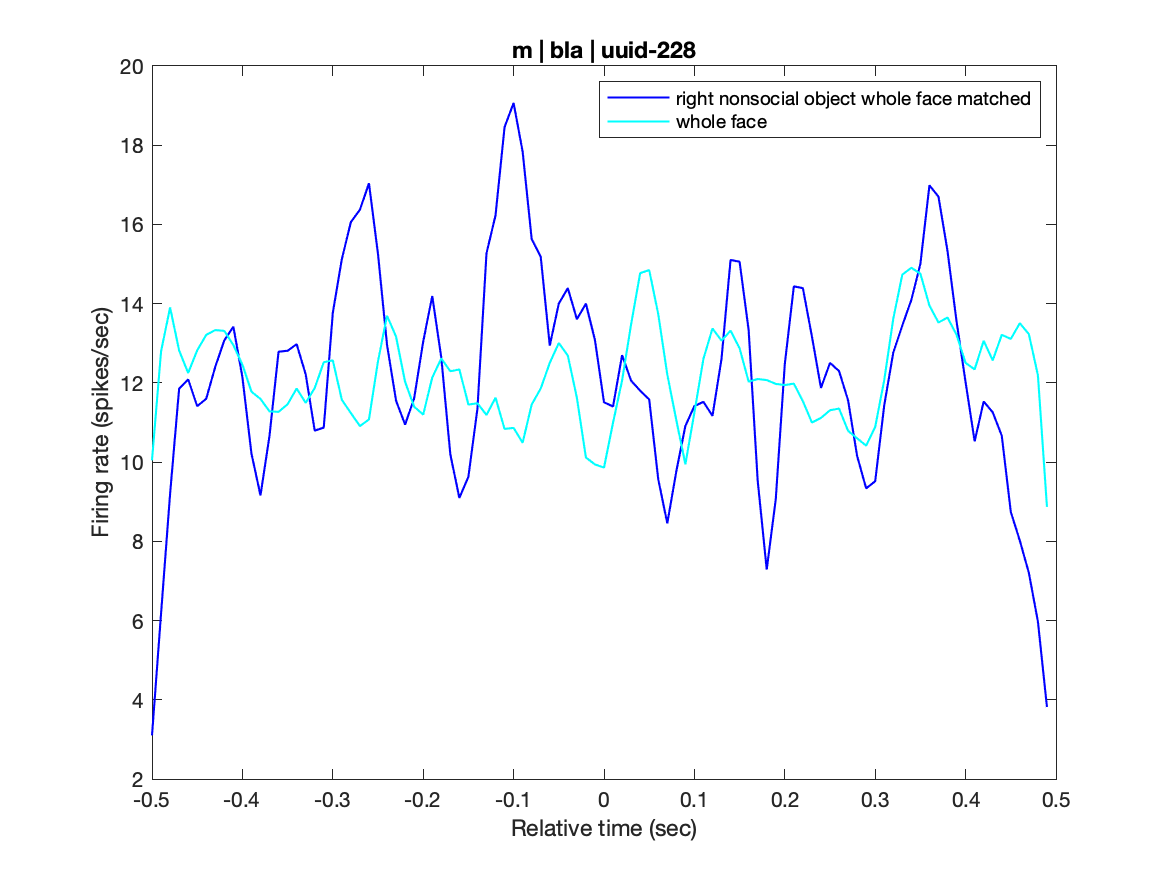 m | bla | uuid-228
right nonsocial object whole face matched
whole face
20
18
16
14
12
10
8
6
4
2
Firing rate (spikes/sec)
-0.5 -0.4 -0.3 -0.2 -0.1 0 0.1 0.2 0.3 0.4 0.5
Relative time (sec)